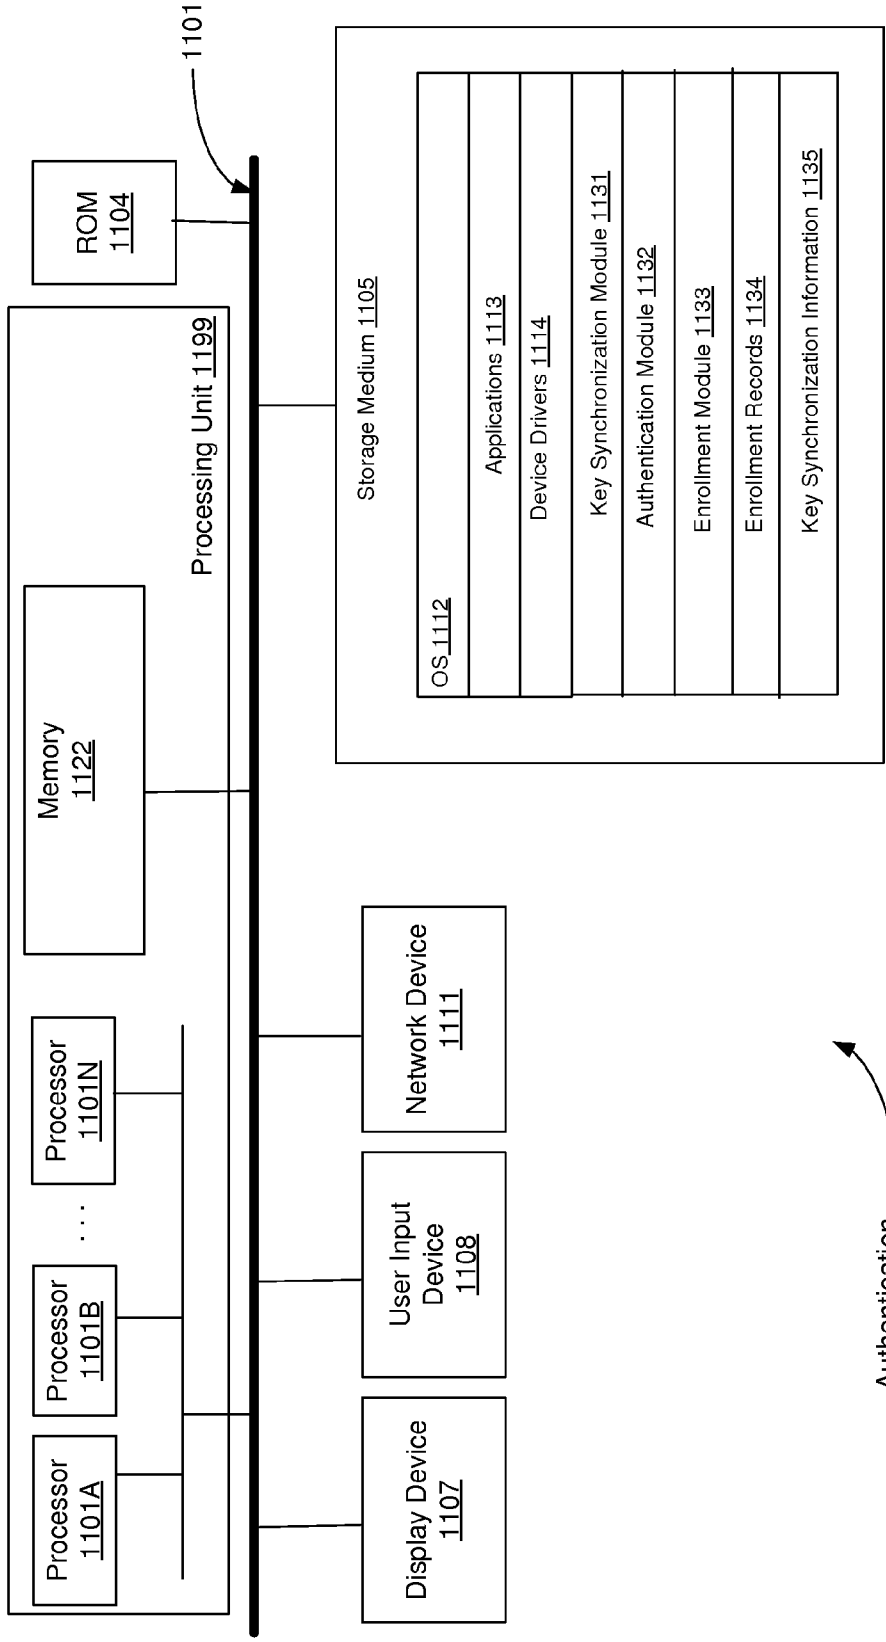 Processor
1101A
Processor
1101B
. . .
Processor
1101N
Memory
1122
Processing Unit 1199
ROM
1104
1101
Display Device
1107
User Input
Device
1108
Network Device
1111
Storage Medium 1105
OS 1112
Applications 1113
Device Drivers 1114
Key Synchronization Module 1131
Authentication Module 1132
Enrollment Module 1133
Enrollment Records 1134
Key Synchronization Information 1135
Authentication